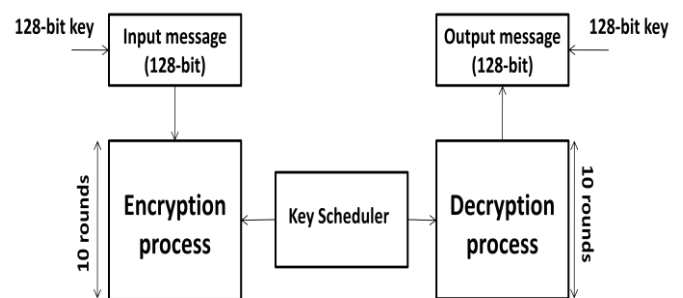 128-bit key
Input message
(128-bit)
Output message
(128-bit)
128-bit key
10 rounds
Encryption
process
Key Scheduler
Decryption
process
10 rounds